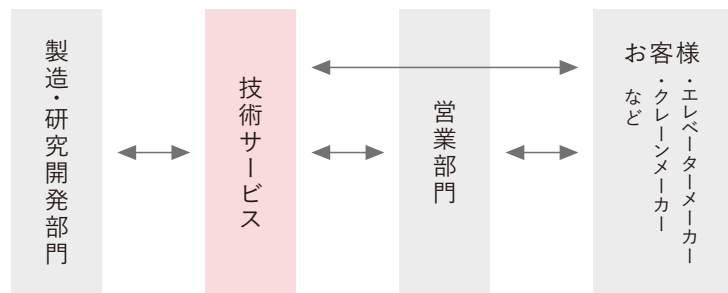 製造・研究開発部門
技術サービス
営業部門
お客様
・エレベーターメーカー
・クレーンメーカー
など